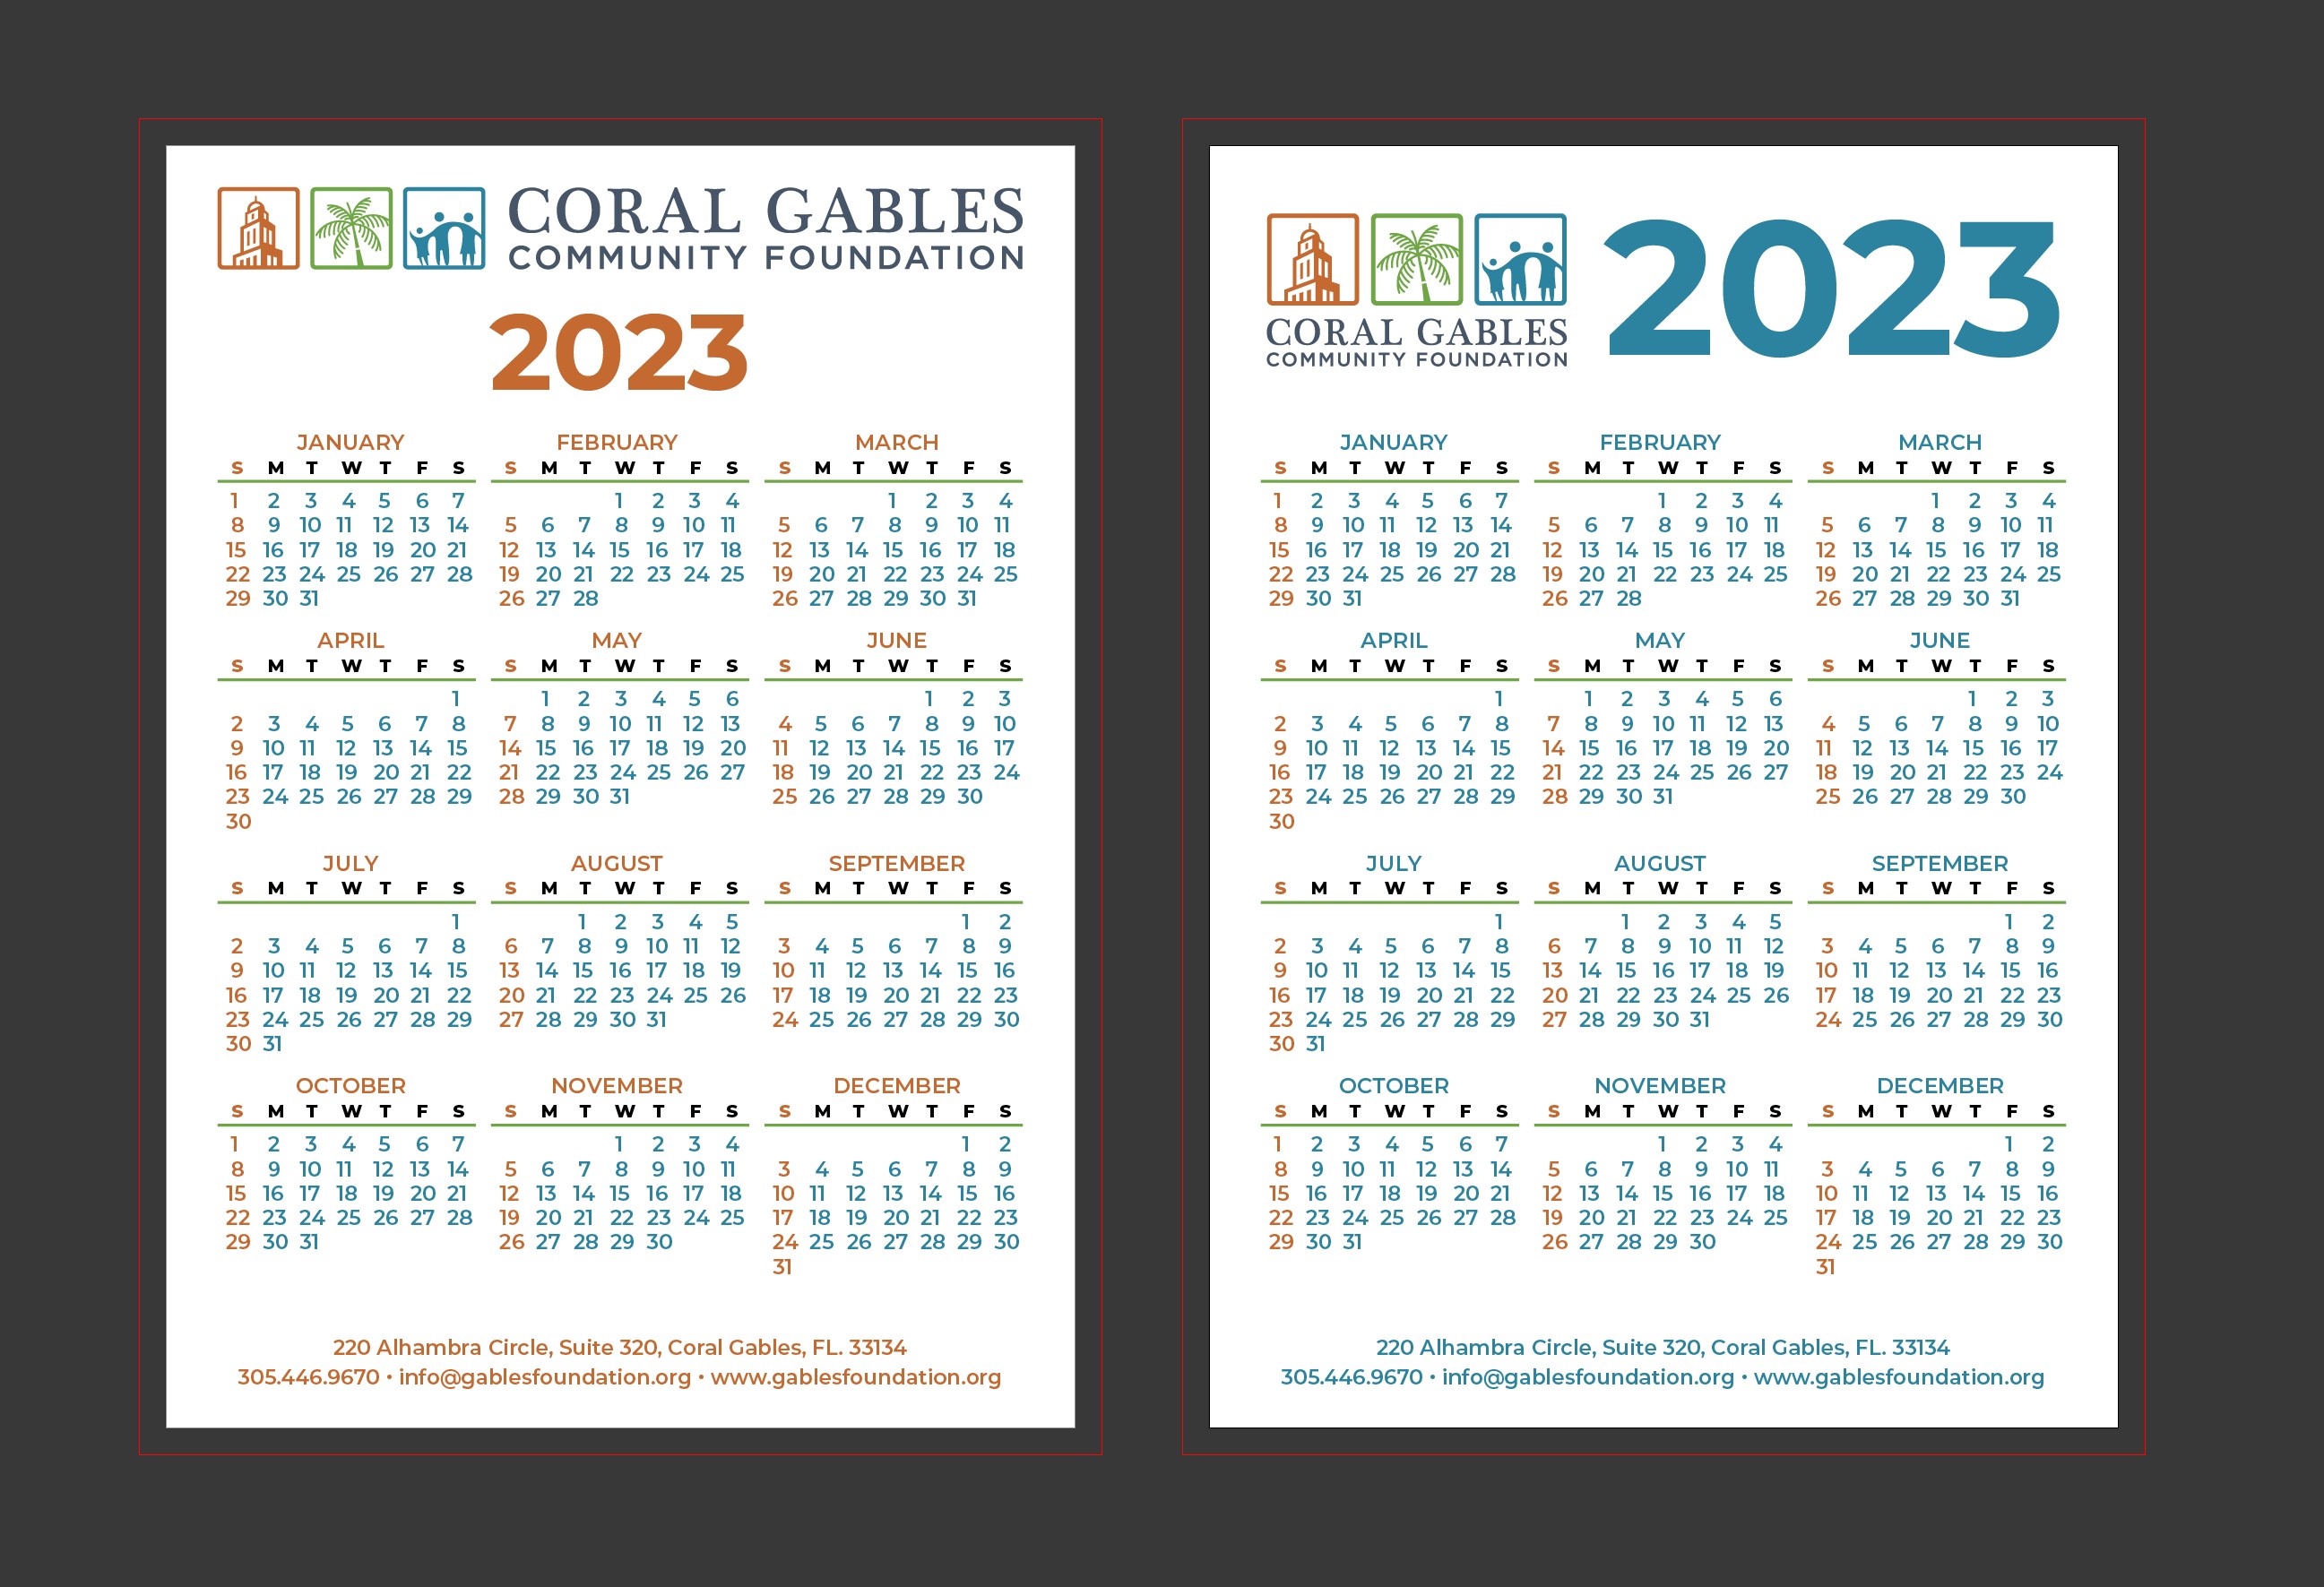 CORAL GABLES
COMMUNITY FOUNDATION
2023
JANUARY
S M T W T F S
1 2 3 4 5 6 7
8 9 10 11 12 13 14
15 16 17 18 19 20 21
22 23 24 25 26 27 28
29 30 31
FEBRUARY
S M T W T F S
1 2 3 4
5 6 7 8 9 10 11
12 13 14 15 16 17 18
19 20 21 22 23 24 25
26 27 28
MARCH
S M T W T F S
1 2 3 4
5 6 7 8 9 10 11
12 13 14 15 16 17 18
19 20 21 22 23 24 25
26 27 28 29 30 31
APRIL
S M T W T F S
1
2 3 4 5 6 7 8
9 10 11 12 13 14 15
16 17 18 19 20 21 22
23 24 25 26 27 28 29
30
MAY
S M T W T F S
1 2 3 4 5 6
7 8 9 10 11 12 13
14 15 16 17 18 19 20
21 22 23 24 25 26 27
28 29 30 31
JUNE
S M T W T F S
1 2 3
4 5 6 7 8 9 10
11 12 13 14 15 16 17
18 19 20 21 22 23 24
25 26 27 28 29 30
JULY
S M T W T F S
1
2 3 4 5 6 7 8
9 10 11 12 13 14 15
16 17 18 19 20 21 22
23 24 25 26 27 28 29
30 31
AUGUST
S M T W T F S
1 2 3 4 5
6 7 8 9 10 11 12
13 14 15 16 17 18 19
20 21 22 23 24 25 26
27 28 29 30 31
SEPTEMBER
S M T W T F S
1 2
3 4 5 6 7 8 9
10 11 12 13 14 15 16
17 18 19 20 21 22 23
24 25 26 27 28 29 30
OCTOBER
S M T W T F S
1 2 3 4 5 6 7
8 9 10 11 12 13 14
15 16 17 18 19 20 21
22 23 24 25 26 27 28
29 30 31
NOVEMBER
S M T W T F S
1 2 3 4
5 6 7 8 9 10 11
12 13 14 15 16 17 18
19 20 21 22 23 24 25
26 27 28 29 30
DECEMBER
S M T W T F S
1 2
3 4 5 6 7 8 9
10 11 12 13 14 15 16
17 18 19 20 21 22 23
24 25 26 27 28 29 30
31
220 Alhambra Circle, Suite 320, Coral Gables, FL. 33134
305.446.9670 • info@gablesfoundation.org • www.gablesfoundation.org
CORAL GABLES
COMMUNITY FOUNDATION
2023
JANUARY
S M T W T F S
1 2 3 4 5 6 7
8 9 10 11 12 13 14
15 16 17 18 19 20 21
22 23 24 25 26 27 28
29 30 31
FEBRUARY
S M T W T F S
1 2 3 4
5 6 7 8 9 10 11
12 13 14 15 16 17 18
19 20 21 22 23 24 25
26 27 28
MARCH
S M T W T F S
1 2 3 4
5 6 7 8 9 10 11
12 13 14 15 16 17 18
19 20 21 22 23 24 25
26 27 28 29 30 31
APRIL
S M T W T F S
1
2 3 4 5 6 7 8
9 10 11 12 13 14 15
16 17 18 19 20 21 22
23 24 25 26 27 28 29
30
MAY
S M T W T F S
1 2 3 4 5 6
7 8 9 10 11 12 13
14 15 16 17 18 19 20
21 22 23 24 25 26 27
28 29 30 31
JUNE
S M T W T F S
1 2 3
4 5 6 7 8 9 10
11 12 13 14 15 16 17
18 19 20 21 22 23 24
25 26 27 28 29 30
JULY
S M T W T F S
1
2 3 4 5 6 7 8
9 10 11 12 13 14 15
16 17 18 19 20 21 22
23 24 25 26 27 28 29
30 31
AUGUST
S M T W T F S
1 2 3 4 5
6 7 8 9 10 11 12
13 14 15 16 17 18 19
20 21 22 23 24 25 26
27 28 29 30 31
SEPTEMBER
S M T W T F S
1 2
3 4 5 6 7 8 9
10 11 12 13 14 15 16
17 18 19 20 21 22 23
24 25 26 27 28 29 30
OCTOBER
S M T W T F S
1 2 3 4 5 6 7
8 9 10 11 12 13 14
15 16 17 18 19 20 21
22 23 24 25 26 27 28
29 30 31
NOVEMBER
S M T W T F S
1 2 3 4
5 6 7 8 9 10 11
12 13 14 15 16 17 18
19 20 21 22 23 24 25
26 27 28 29 30
DECEMBER
S M T W T F S
1 2
3 4 5 6 7 8 9
10 11 12 13 14 15 16
17 18 19 20 21 22 23
24 25 26 27 28 29 30
31
220 Alhambra Circle, Suite 320, Coral Gables, FL. 33134
305.446.9670 • info@gablesfoundation.org • www.gablesfoundation.org